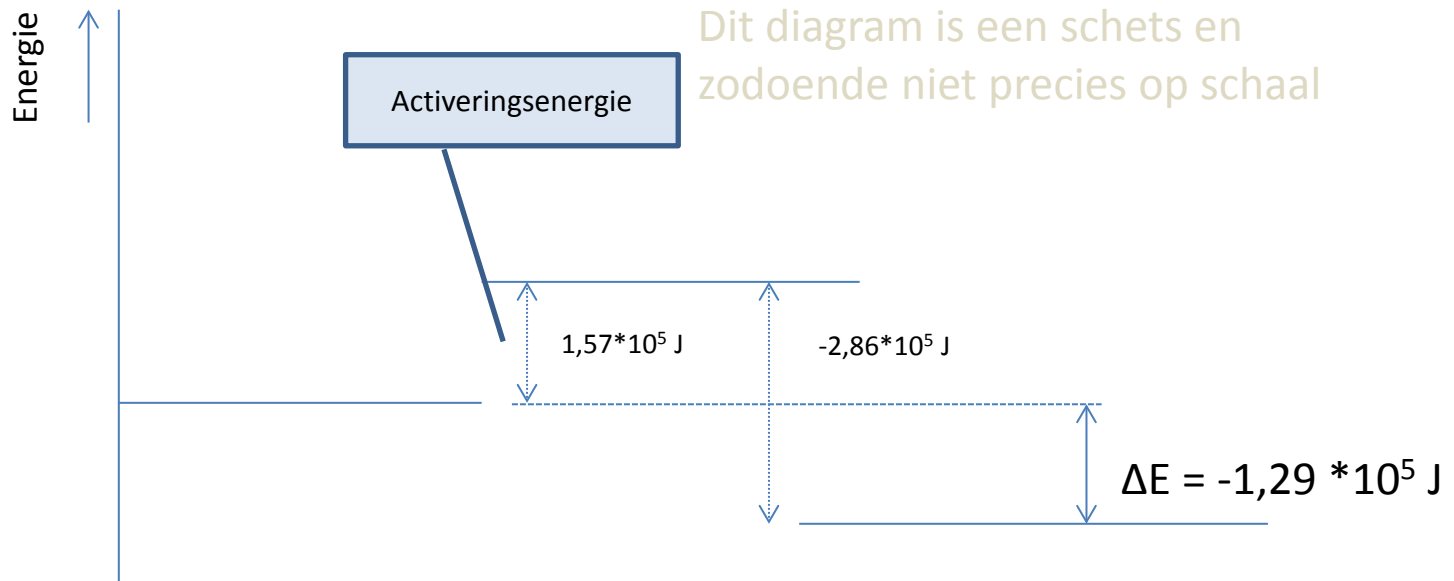 Energie
Dit diagram is een schets en
zodoende niet precies op schaal
Activeringsenergie
1,57*10⁵ J
-2,86*10⁵ J
ΔE = -1,29 *10⁵ J